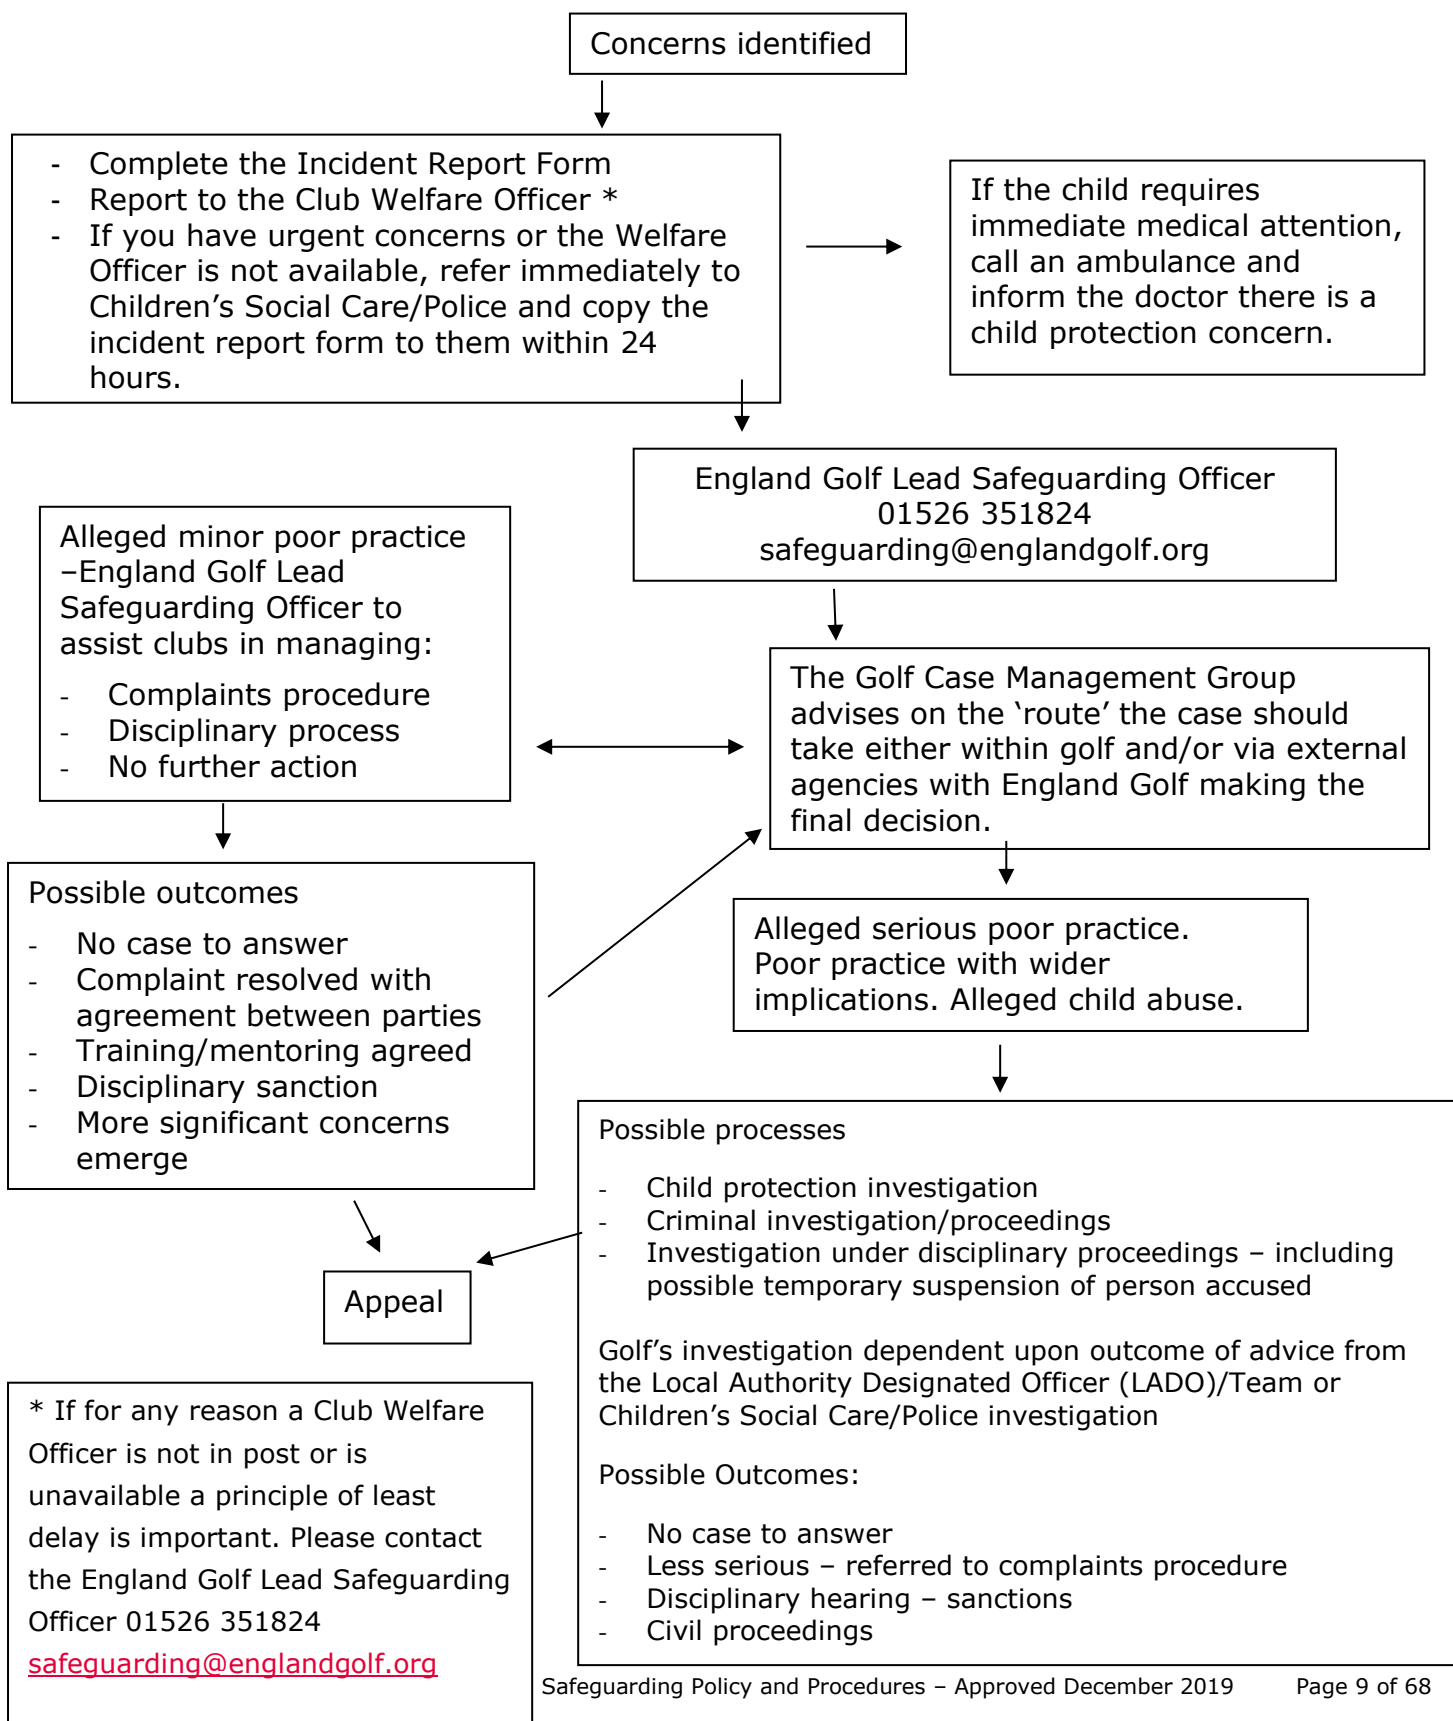 Concerns identified
- Complete the Incident Report Form
- Report to the Club Welfare Officer *
- If you have urgent concerns or the Welfare
Officer is not available, refer immediately to
Children’s Social Care/Police and copy the
incident report form to them within 24
hours.
If the child requires
immediate medical attention,
call an ambulance and
inform the doctor there is a
child protection concern.
England Golf Lead Safeguarding Officer
01526 351824
safeguarding@englandgolf.org
Alleged minor poor practice
–England Golf Lead
Safeguarding Officer to
assist clubs in managing:
- Complaints procedure
- Disciplinary process
- No further action
The Golf Case Management Group
advises on the ‘route’ the case should
take either within golf and/or via external
agencies with England Golf making the
final decision.
Possible outcomes
- No case to answer
- Complaint resolved with
agreement between parties
- Training/mentoring agreed
- Disciplinary sanction
- More significant concerns
emerge
Alleged serious poor practice.
Poor practice with wider
implications. Alleged child abuse.
Possible processes
- Child protection investigation
- Criminal investigation/proceedings
- Investigation under disciplinary proceedings – including
possible temporary suspension of person accused
Golf’s investigation dependent upon outcome of advice from
the Local Authority Designated Officer (LADO)/Team or
Children’s Social Care/Police investigation
Possible Outcomes:
- No case to answer
- Less serious – referred to complaints procedure
- Disciplinary hearing – sanctions
- Civil proceedings
Appeal
* If for any reason a Club Welfare
Officer is not in post or is
unavailable a principle of least
delay is important. Please contact
the England Golf Lead Safeguarding
Officer 01526 351824
safeguarding@englandgolf.org
Safeguarding Policy and Procedures – Approved December 2019 Page 9 of 68